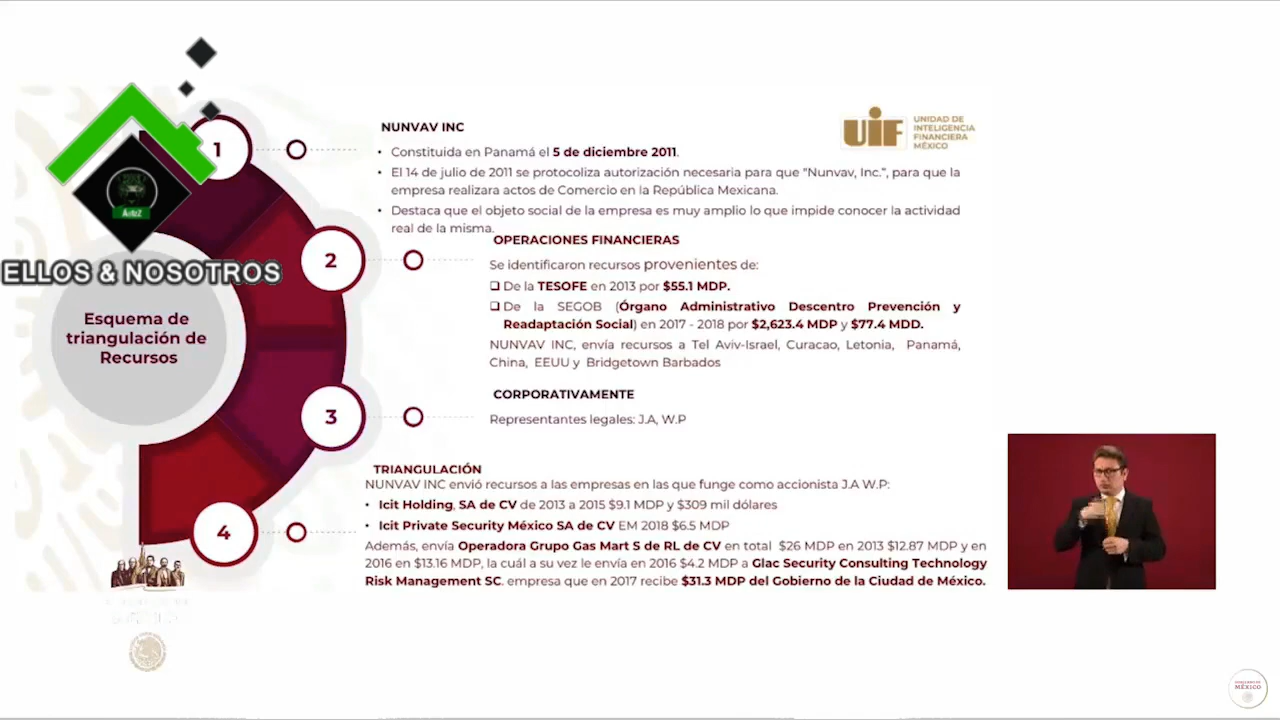 NUNVAV INC
• Constituida en Panamá el 5 de diciembre 2011.
• El 14 de julio de 2011 se protocoliza autorización necesaria para que "Nunvav, Inc.", para que la
empresa realizara actos de Comercio en la República Mexicana.
• Destaca que el objeto social de la empresa es muy amplio lo que impide conocer la actividad
real de la misma.
UIF
UNIDAD DE
INTELIGENCIA
FINANCIERA
MÉXICO
1
ÁvilaZ
ELLOS & NOSOTROS
Esquema de
triangulación de
Recursos
2
OPERACIONES FINANCIERAS
Se identificaron recursos provenientes de:
❑ De la TESOFE en 2013 por $55.1 MDP.
❑ De la SEGOB (Órgano Administrativo Descentro Prevención y
Readaptación Social) en 2017 - 2018 por $2,623.4 MDP y $77.4 MDD.
NUNVAV INC, envía recursos a Tel Aviv-Israel, Curacao, Letonia, Panamá,
China, EEUU y Bridgetown Barbados
3
CORPORATIVAMENTE
Representantes legales: J.A, W.P
4
TRIANGULACIÓN
NUNVAV INC envió recursos a las empresas en las que funge como accionista J.A W.P:
• Icit Holding, SA de CV de 2013 a 2015 $9.1 MDP y $309 mil dólares
• Icit Private Security México SA de CV EM 2018 $6.5 MDP
Además, envía Operadora Grupo Gas Mart S de RL de CV en total $26 MDP en 2013 $12.87 MDP y en
2016 en $13.16 MDP, la cuál a su vez le envía en 2016 $4.2 MDP a Glac Security Consulting Technology
Risk Management SC. empresa que en 2017 recibe $31.3 MDP del Gobierno de la Ciudad de México.
GOBIERNO DE
MÉXICO